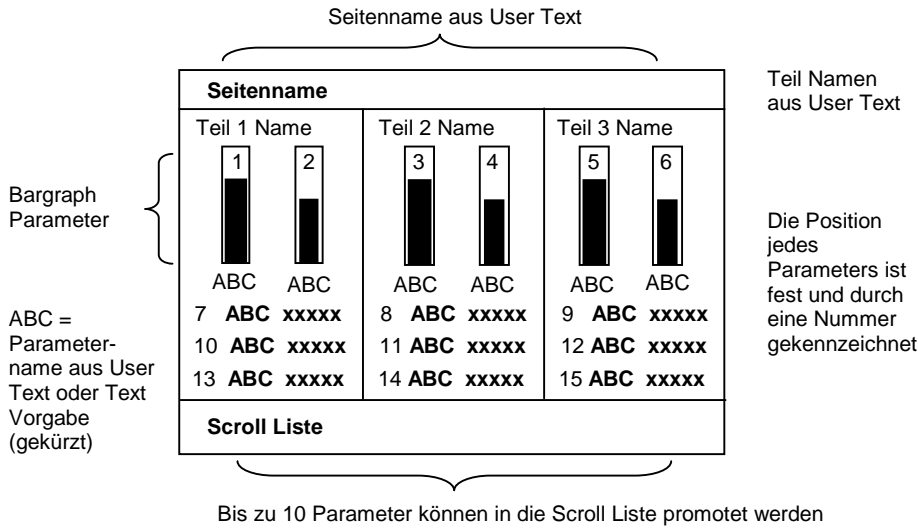 Seitenname aus User Text
Seitenname
Teil Namen
aus User Text
Teil 1 Name
Teil 2 Name
Teil 3 Name
1 2 3 4 5 6
Bargraph
Parameter
ABC ABC ABC ABC ABC ABC
Die Position
jedes
Parameters ist
fest und durch
eine Nummer
gekennzeichnet
ABC =
Parameter-
name aus User
Text oder Text
Vorgabe
(gekürzt)
7 ABC xxxxx 8 ABC xxxxx 9 ABC xxxxx
10 ABC xxxxx 11 ABC xxxxx 12 ABC xxxxx
13 ABC xxxxx 14 ABC xxxxx 15 ABC xxxxx
Scroll Liste
Bis zu 10 Parameter können in die Scroll Liste promotet werden